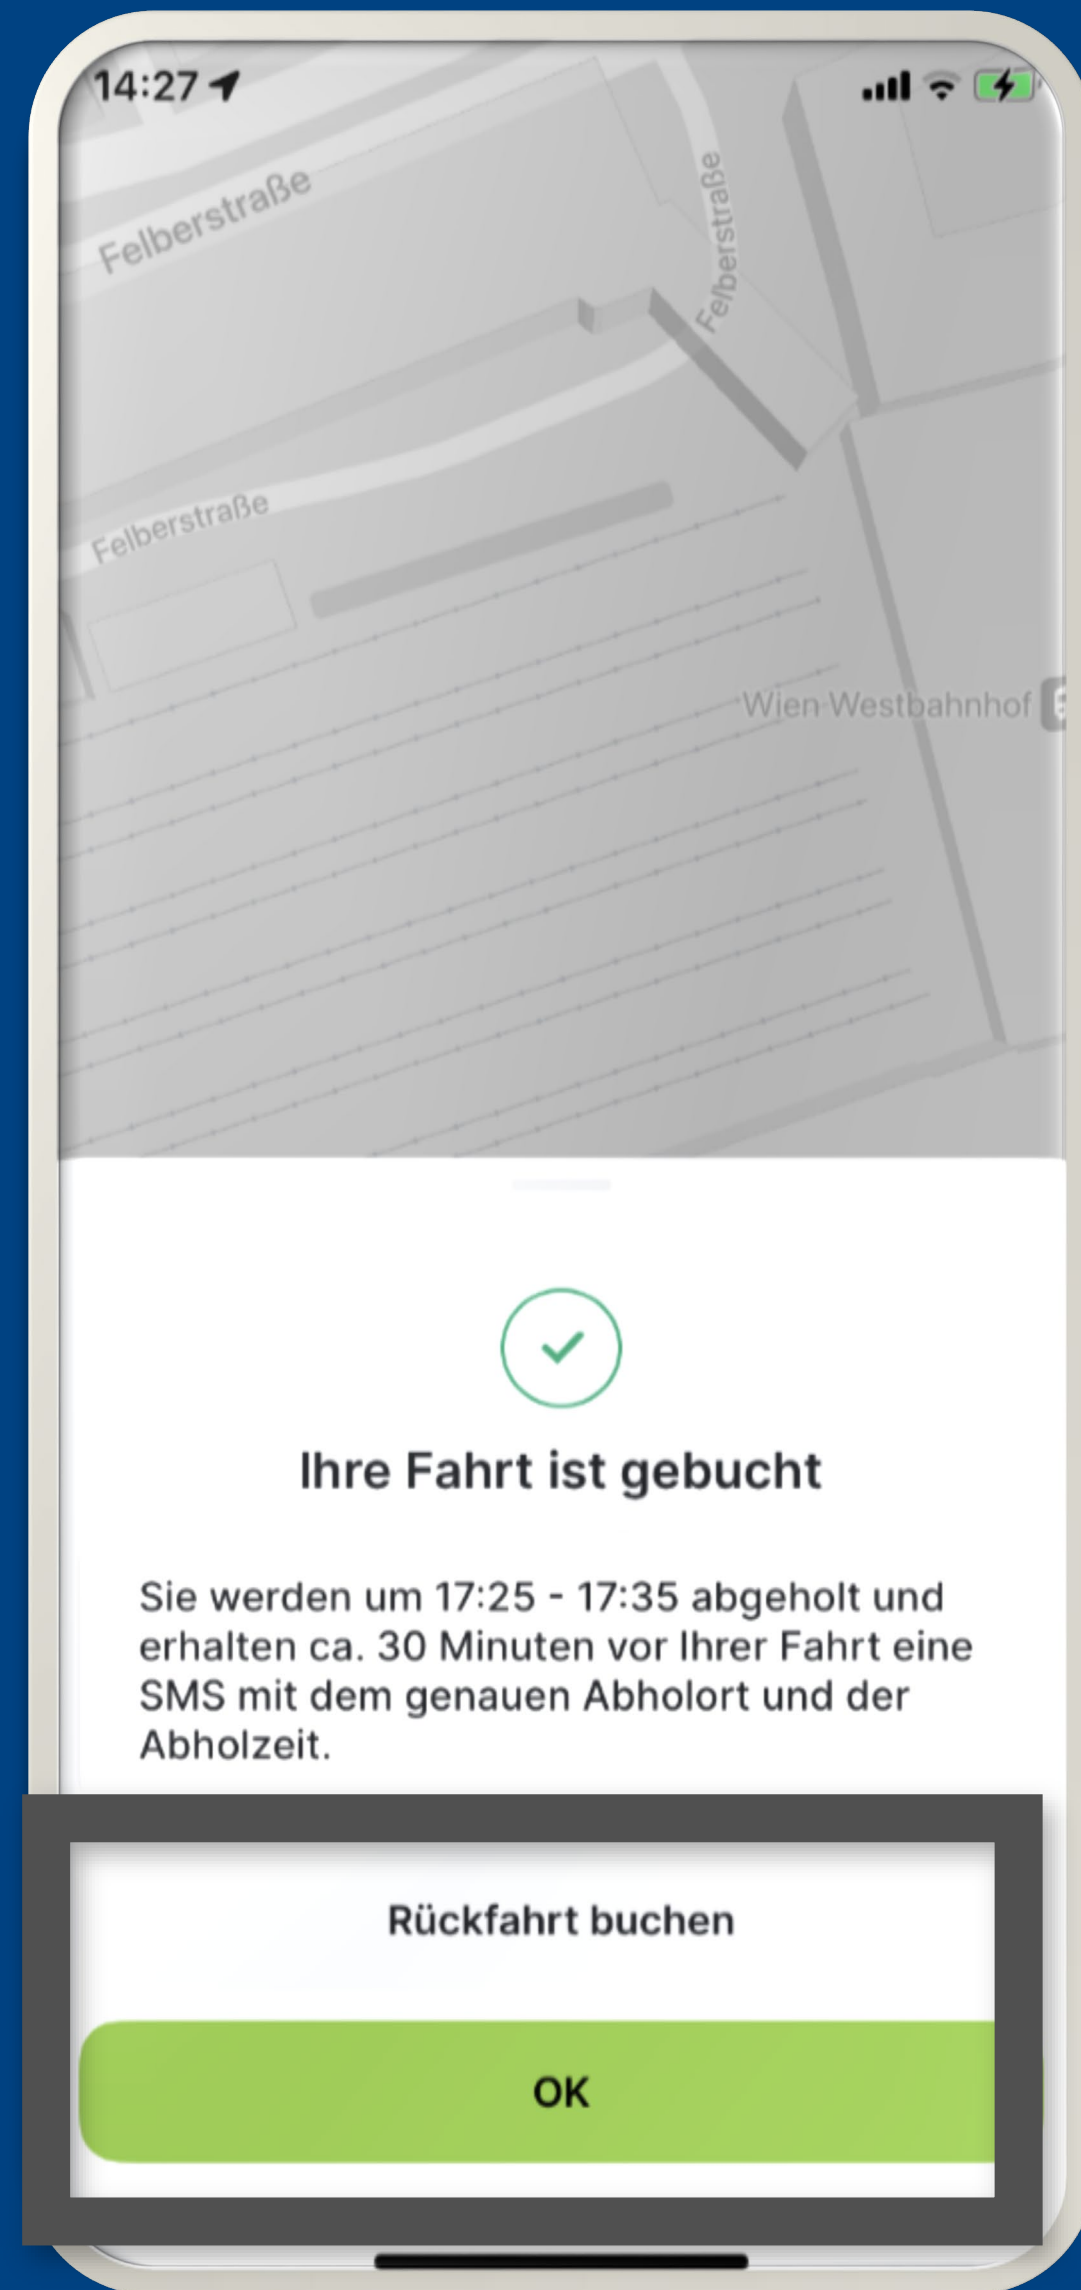 14:27
Felberstraße
Felberstraße
Felberstraße
Wien Westbahnhof
Ihre Fahrt ist gebucht
Sie werden um 17:25 - 17:35 abgeholt und
erhalten ca. 30 Minuten vor Ihrer Fahrt eine
SMS mit dem genauen Abholort und der
Abholzeit.
Rückfahrt buchen
OK